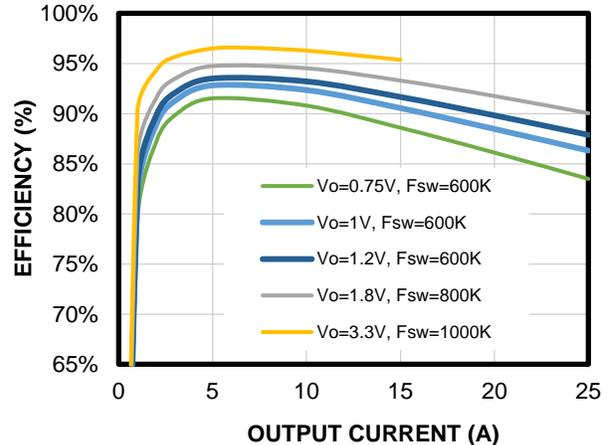 100%
95%
90%
85%
80%
75%
70%
65%
EFFICIENCY (%)
Vo=0.75V, Fsw=600K
Vo=1V, Fsw=600K
Vo=1.2V, Fsw=600K
Vo=1.8V, Fsw=800K
Vo=3.3V, Fsw=1000K
0 5 10 15 20 25
OUTPUT CURRENT (A)